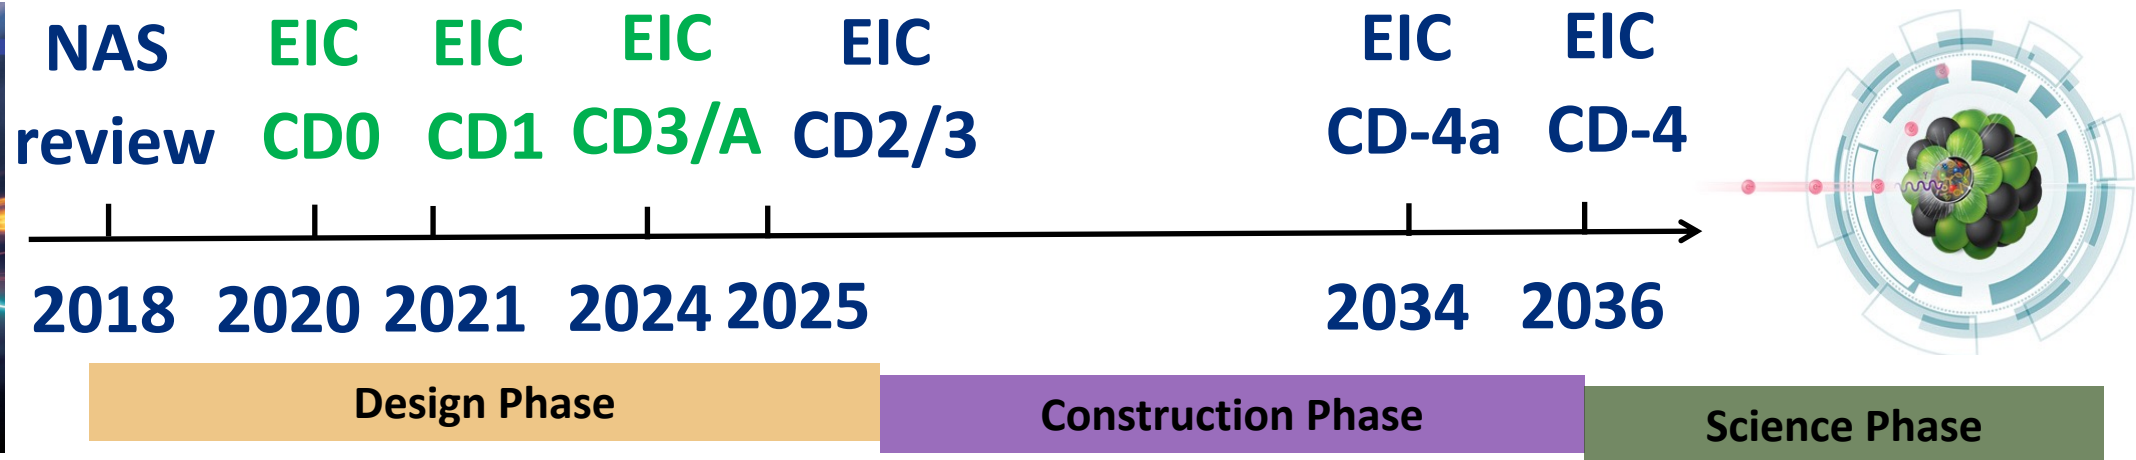 NAS EIC EIC EIC EIC EIC EIC
review CD0 CD1 CD3/A CD2/3 CD-4a CD-4
2018 2020 2021 2024 2025 2034 2036
Design Phase
Construction Phase
Science Phase